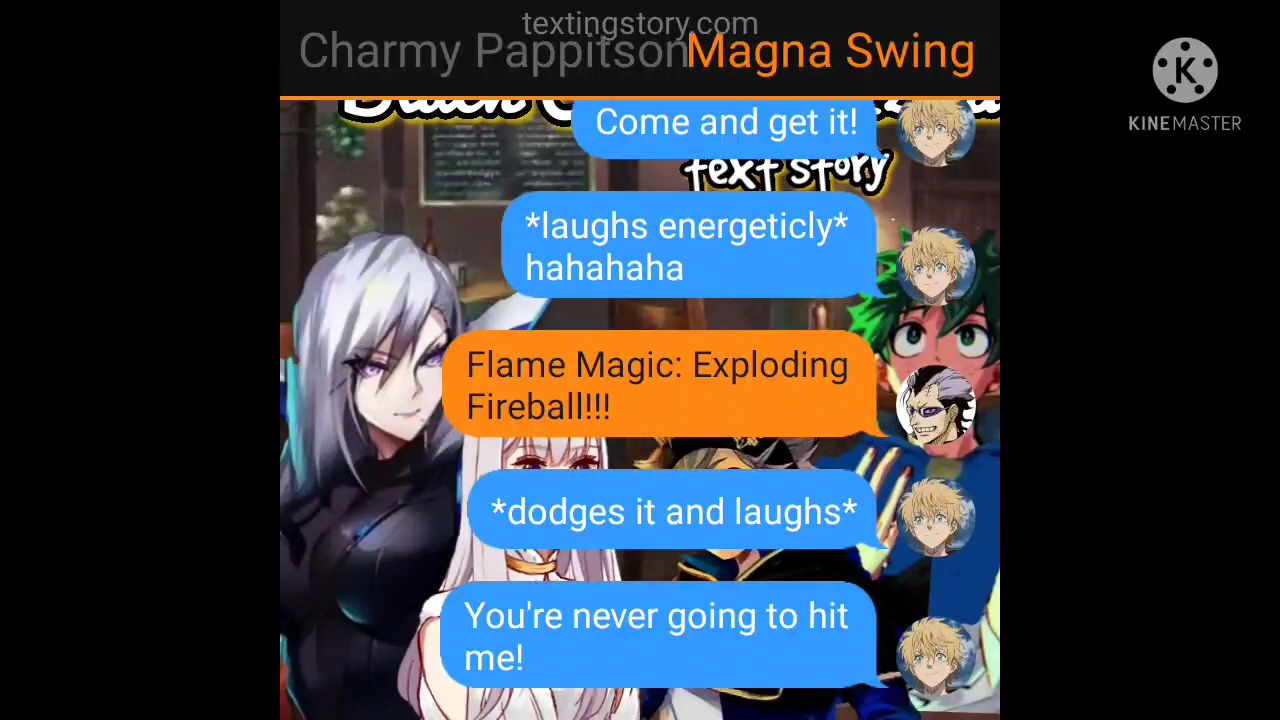 textingstory.com
Charmy Pappitson Magna Swing
KINEMASTER
Come and get it!
text story
*laughs energeticly*
hahahaha
Flame Magic: Exploding
Fireball!!!
*dodges it and laughs*
You're never going to hit
me!